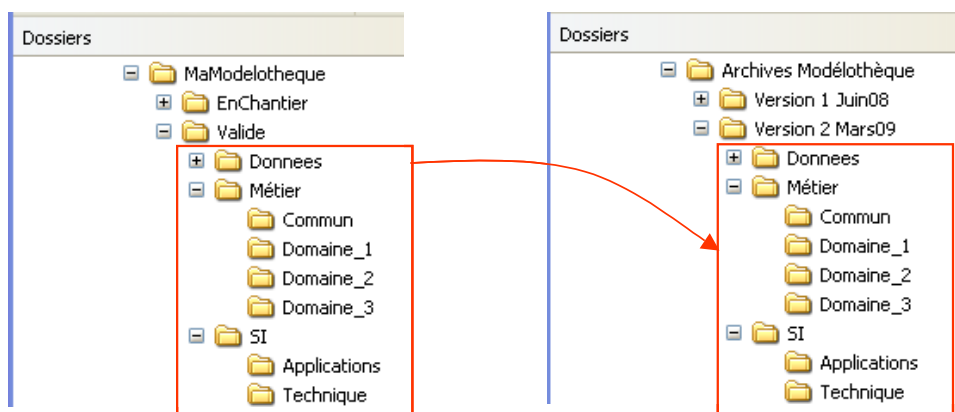 Dossiers
MaModelotheque
EnChantier
Valide
Donnees
Métier
Commun
Domaine_1
Domaine_2
Domaine_3
SI
Applications
Technique
Dossiers
Archives Modélothèque
Version 1 Juin08
Version 2 Mars09
Donnees
Métier
Commun
Domaine_1
Domaine_2
Domaine_3
SI
Applications
Technique